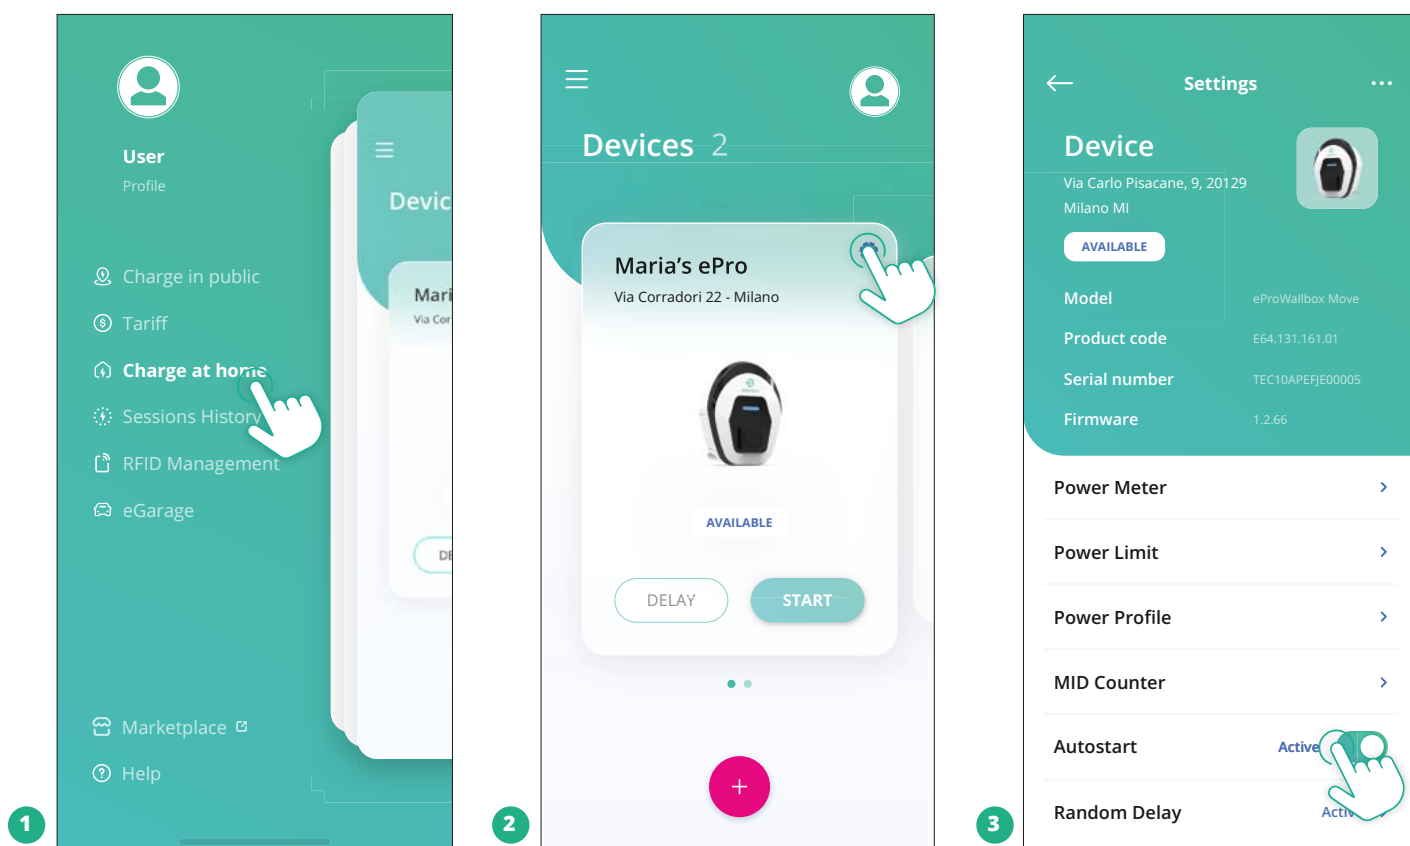 User
Profile
Charge in public
Tariff
Charge at home
Sessions History
RFID Management
eGarage
Marketplace
Help
Devic
Mari
Via Cor
DE
1
Devices 2
Maria's ePro
Via Corradori 22 - Milano
AVAILABLE
DELAY
START
+
2
Settings
Device
Via Carlo Pisacane, 9, 20129
Milano MI
AVAILABLE
Model eProWallbox Move
Product code E64.131.161.01
Serial number TEC10APEFJE00005
Firmware 1.2.66
Power Meter
Power Limit
Power Profile
MID Counter
Autostart Active
Random Delay Activ
3